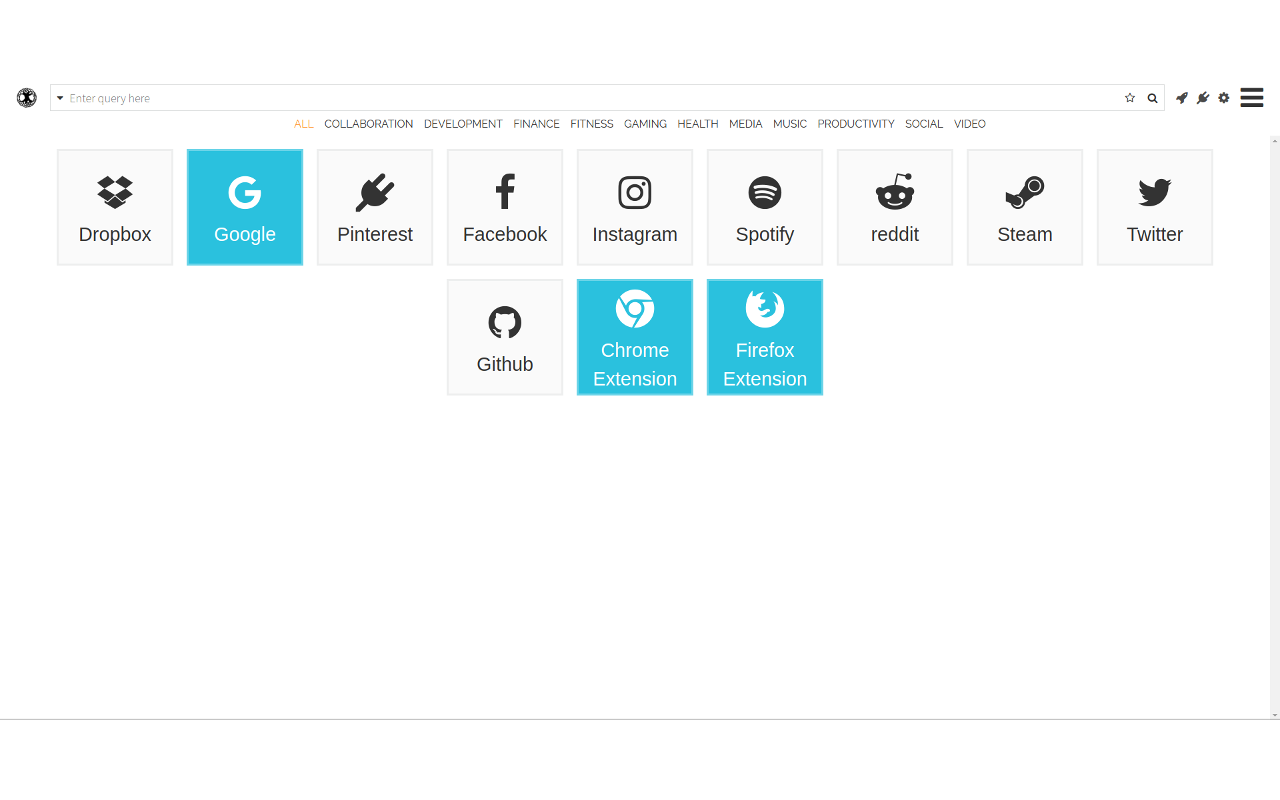 Enter query here
ALL COLLABORATION DEVELOPMENT FINANCE FITNESS GAMING HEALTH MEDIA MUSIC PRODUCTIVITY SOCIAL VIDEO
Dropbox Google Pinterest Facebook Instagram Spotify reddit Steam Twitter
Github Chrome Extension Firefox Extension